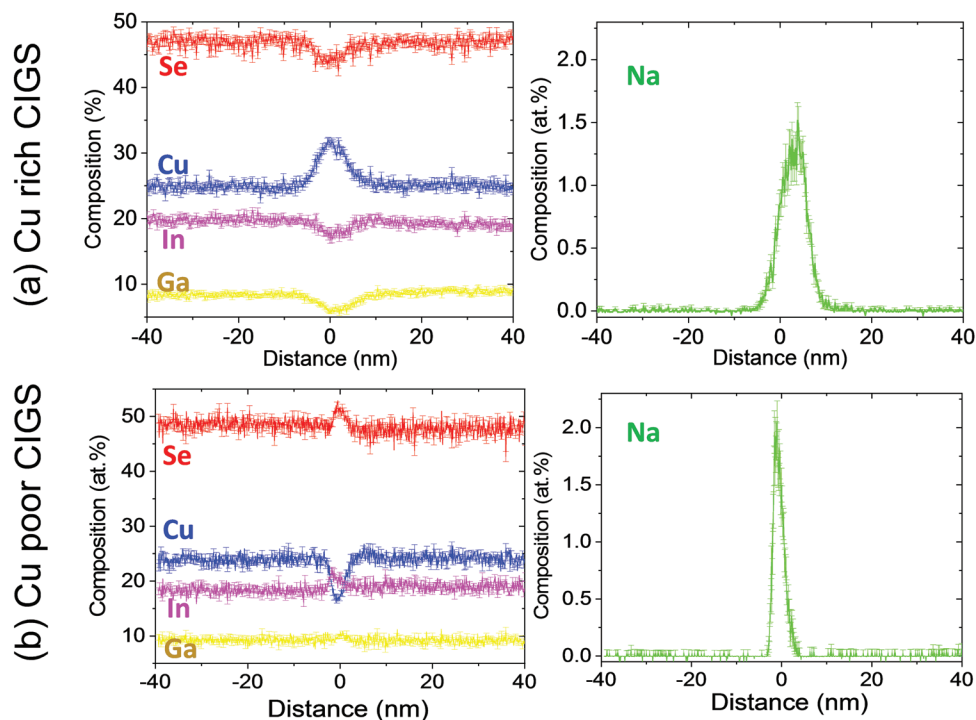 (a) Cu rich CIGS
Composition (%)
50
40
30
20
10
Se
Cu
In
Ga
-40 -20 0 20 40
Distance (nm)
Composition (at.%)
2.0
1.5
1.0
0.5
0.0
Na
-40 -20 0 20 40
Distance (nm)
(b) Cu poor CIGS
Composition (at.%)
50
40
30
20
10
Se
Cu
In
Ga
-40 -20 0 20 40
Distance (nm)
Composition (at.%)
2.0
1.5
1.0
0.5
0.0
Na
-40 -20 0 20 40
Distance (nm)